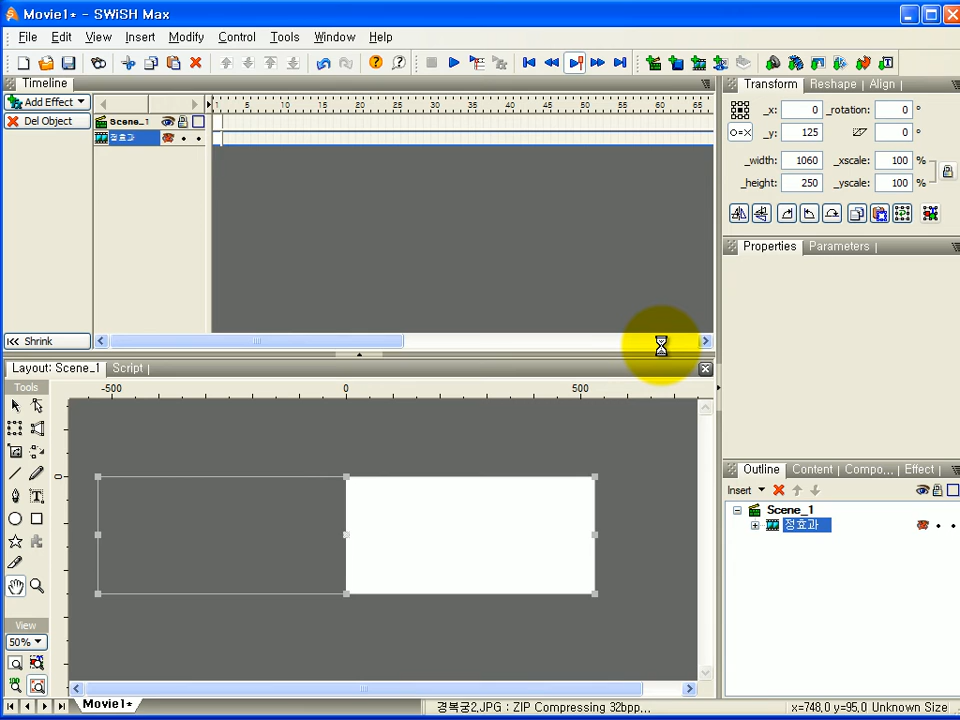 Movie1* - SWiSH Max
File Edit View Insert Modify Control Tools Window Help
Timeline
Add Effect
Del Object
1 5 10 15 20 25 30 35 40 45 50 55 60 65
Scene_1
정효과
Shrink
Transform Reshape Align
_x: 0 _rotation: 0 °
_y: 125 0 °
_width: 1060 _xscale: 100 %
_height: 250 _yscale: 100 %
Properties Parameters
Layout: Scene_1 Script
Tools
-500 0 500
0
View
50%
Outline Content Compo... Effect
Insert
Scene_1
정효과
Movie1*
경복궁2.JPG : ZIP Compressing 32bpp...
x=748,0 y=95,0 Unknown Size